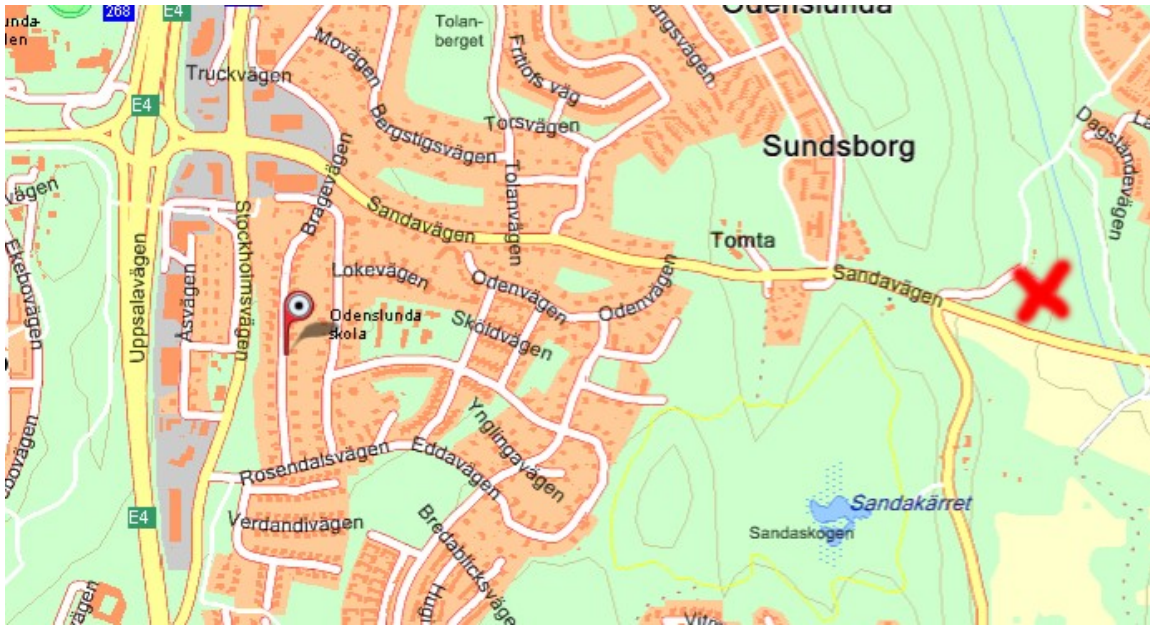 268
E4
Odenslunda
Tolan-
berget
Movägen
Fritiofs väg
Truckvägen
E4
Bergstigsvägen
Torsvägen
Dagsländevägen
Sundsborg
Tolanvägen
Bragevägen
Stockholmsvägen
Sandavägen
Tomta
Ekebovägen
Uppsalavägen
Åsvägen
Lokevägen
Odenvägen
Odenvägen
Sandavägen
Odenslunda
skola
Sköldvägen
Ynglingavägen
Rosendalsvägen
Eddavägen
Verdandivägen
Bredablicksvägen
E4
Sandakärret
Sandaskogen